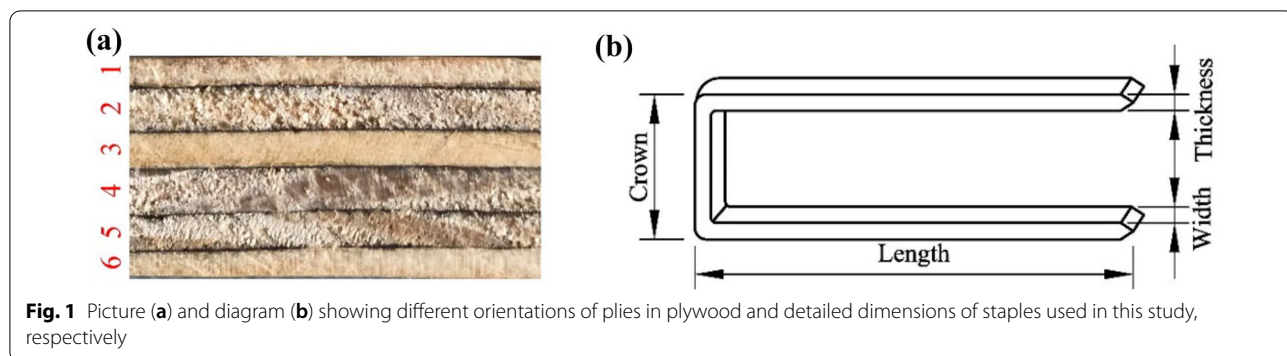 (a)
1
2
3
4
5
6
(b)
Crown
Length
Thickness
Width
Fig. 1 Picture (a) and diagram (b) showing different orientations of plies in plywood and detailed dimensions of staples used in this study,
respectively